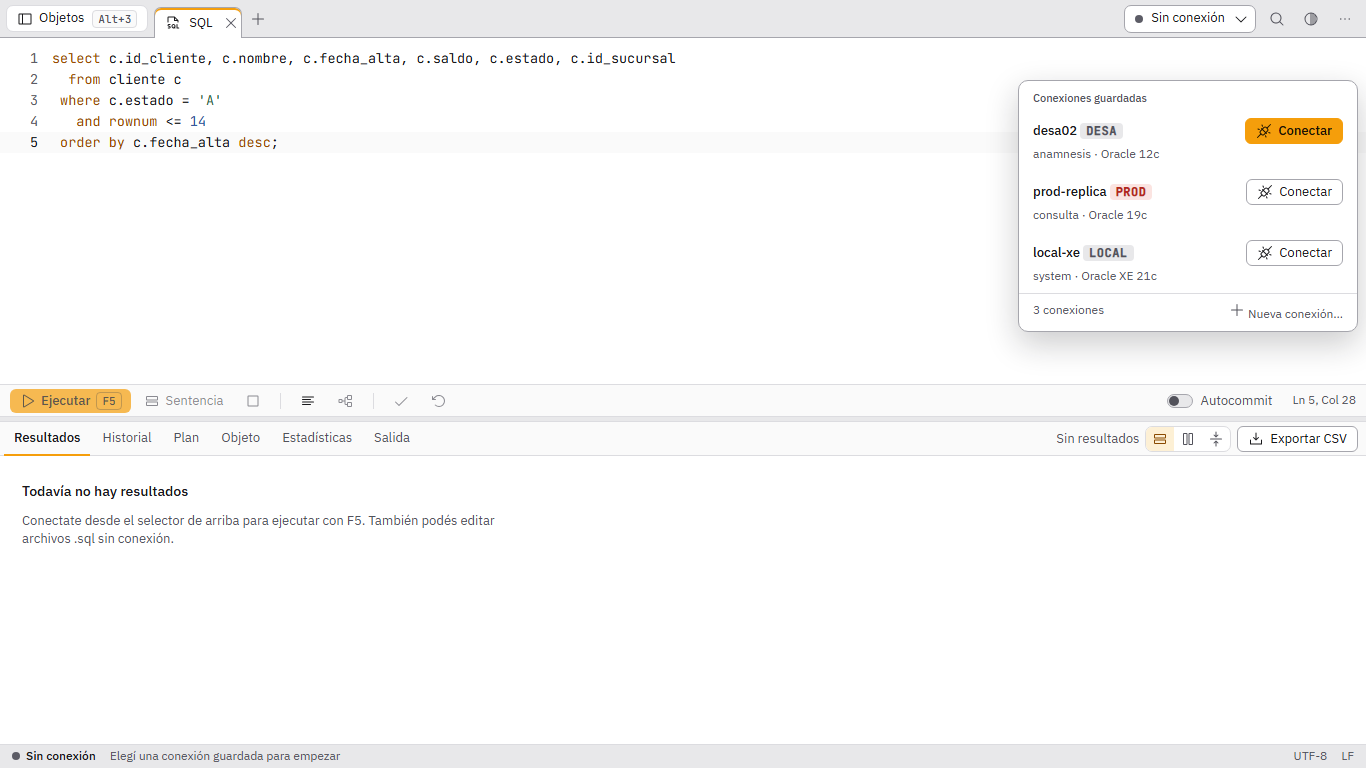 Objetos Alt+3 SQL Sin conexión
1 select c.id_cliente, c.nombre, c.fecha_alta, c.saldo, c.estado, c.id_sucursal
2 from cliente c
3 where c.estado = 'A'
4 and rownum <= 14
5 order by c.fecha_alta desc;
Conexiones guardadas
desa02 DESA Conectar
anamnesis · Oracle 12c
prod-replica PROD Conectar
consulta · Oracle 19c
local-xe LOCAL Conectar
system · Oracle XE 21c
3 conexiones Nueva conexión...
Ejecutar F5 Sentencia Autocommit Ln 5, Col 28
Resultados Historial Plan Objeto Estadísticas Salida Sin resultados Exportar CSV
Todavía no hay resultados
Conectate desde el selector de arriba para ejecutar con F5. También podés editar
archivos .sql sin conexión.
Sin conexión Elegí una conexión guardada para empezar UTF-8 LF